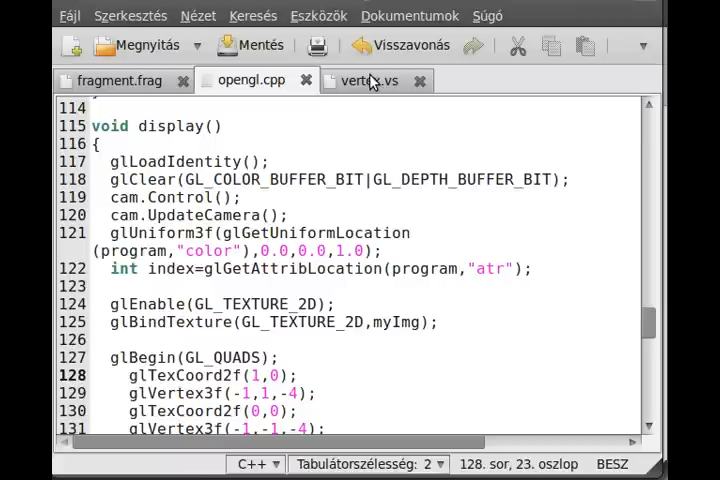 Fájl Szerkesztés Nézet Keresés Eszközök Dokumentumok Súgó
Megnyitás Mentés Visszavonás
fragment.frag opengl.cpp vertex.vs
114
115 void display()
116 {
117 glLoadIdentity();
118 glClear(GL_COLOR_BUFFER_BIT|GL_DEPTH_BUFFER_BIT);
119 cam.Control();
120 cam.UpdateCamera();
121 glUniform3f(glGetUniformLocation
(program,"color"),0.0,0.0,1.0);
122 int index=glGetAttribLocation(program,"atr");
123
124 glEnable(GL_TEXTURE_2D);
125 glBindTexture(GL_TEXTURE_2D,myImg);
126
127 glBegin(GL_QUADS);
128 glTexCoord2f(1,0);
129 glVertex3f(-1,1,-4);
130 glTexCoord2f(0,0);
131 glVertex3f(-1,-1,-4);
C++ Tabulátorszélesség: 2 128. sor, 23. oszlop BESZ